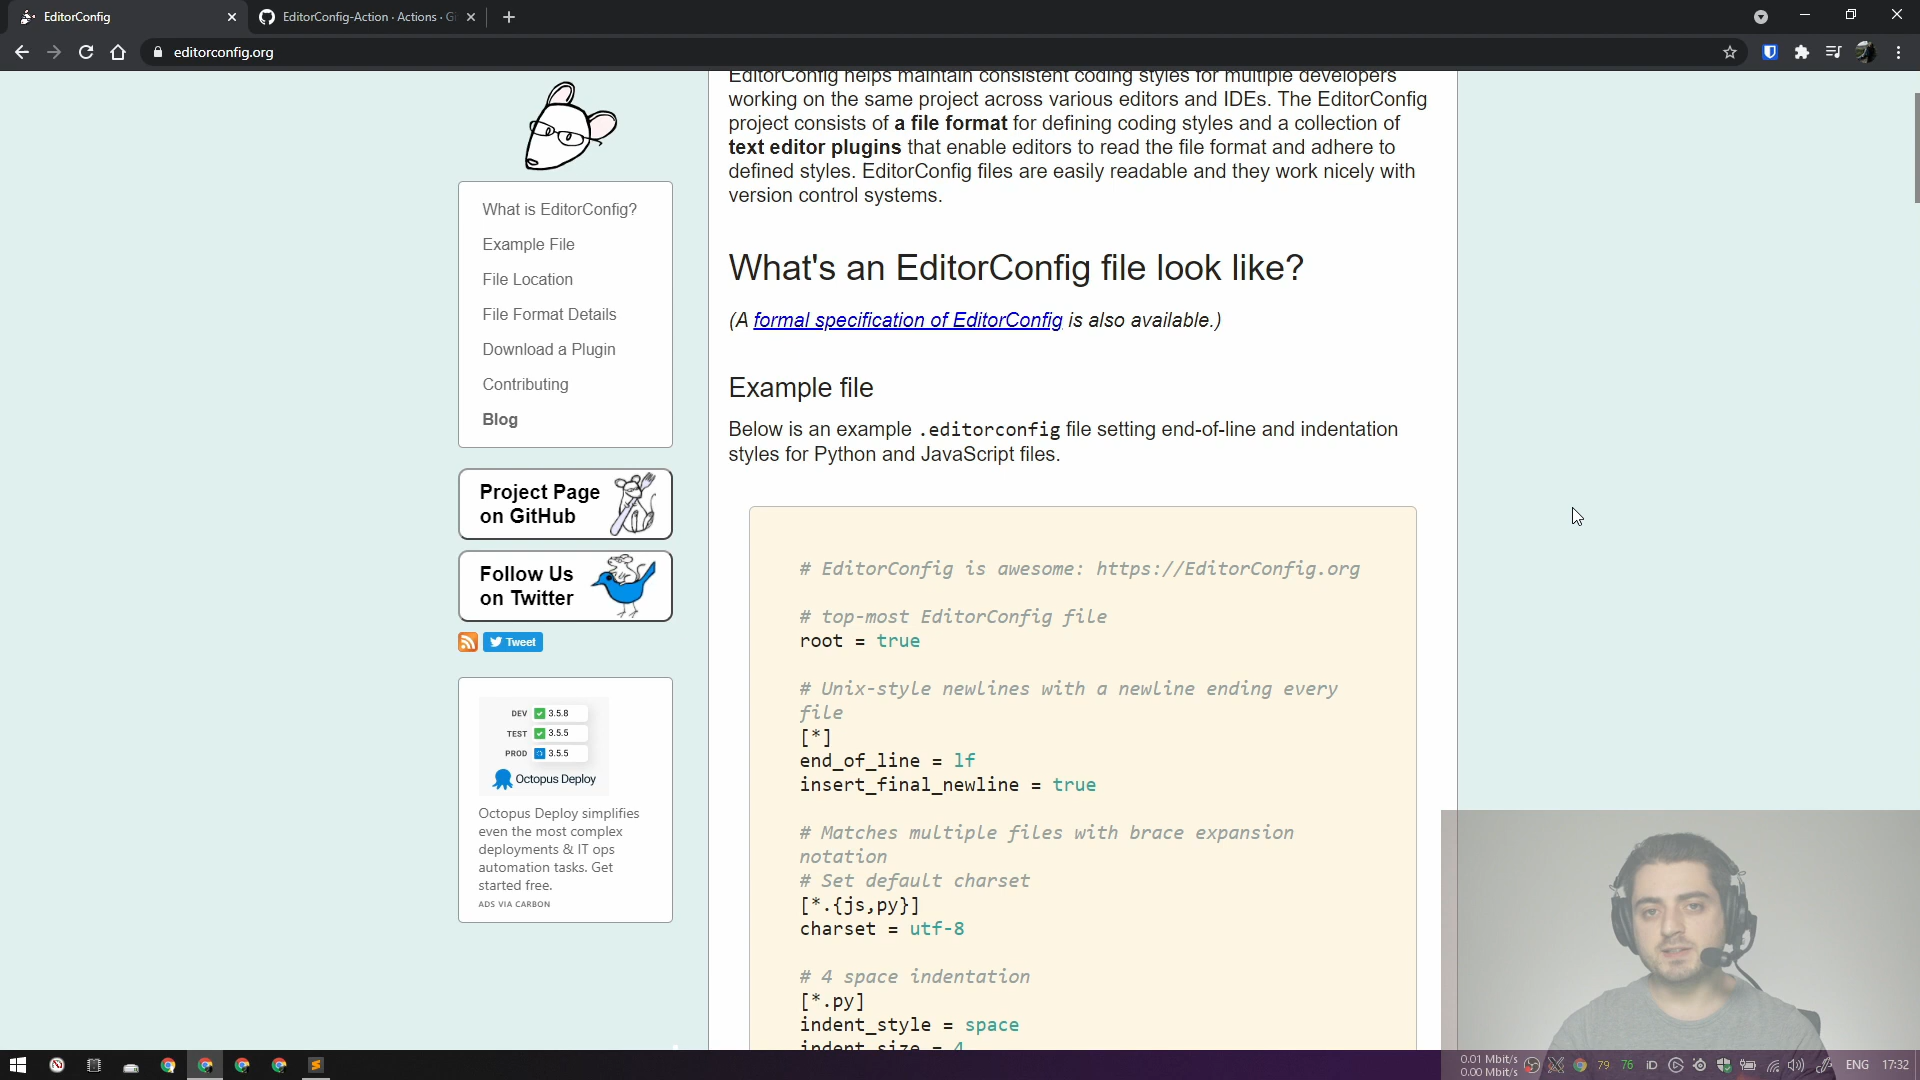 EditorConfig
EditorConfig-Action · Actions · G
editorconfig.org
What is EditorConfig?
Example File
File Location
File Format Details
Download a Plugin
Contributing
Blog
Project Page
on GitHub
Follow Us
on Twitter
Tweet
DEV 3.5.8
TEST 3.5.5
PROD 3.5.5
Octopus Deploy
Octopus Deploy simplifies
even the most complex
deployments & IT ops
automation tasks. Get
started free.
ADS VIA CARBON
EditorConfig helps maintain consistent coding styles for multiple developers
working on the same project across various editors and IDEs. The EditorConfig
project consists of a file format for defining coding styles and a collection of
text editor plugins that enable editors to read the file format and adhere to
defined styles. EditorConfig files are easily readable and they work nicely with
version control systems.
What's an EditorConfig file look like?
(A formal specification of EditorConfig is also available.)
Example file
Below is an example .editorconfig file setting end-of-line and indentation
styles for Python and JavaScript files.
# EditorConfig is awesome: https://EditorConfig.org
# top-most EditorConfig file
root = true
# Unix-style newlines with a newline ending every
file
[*]
end_of_line = lf
insert_final_newline = true
# Matches multiple files with brace expansion
notation
# Set default charset
[*.{js,py}]
charset = utf-8
# 4 space indentation
[*.py]
indent_style = space
indent_size = 4
0.01 Mbit/s
0.00 Mbit/s
79
76
iD
ENG
17:32